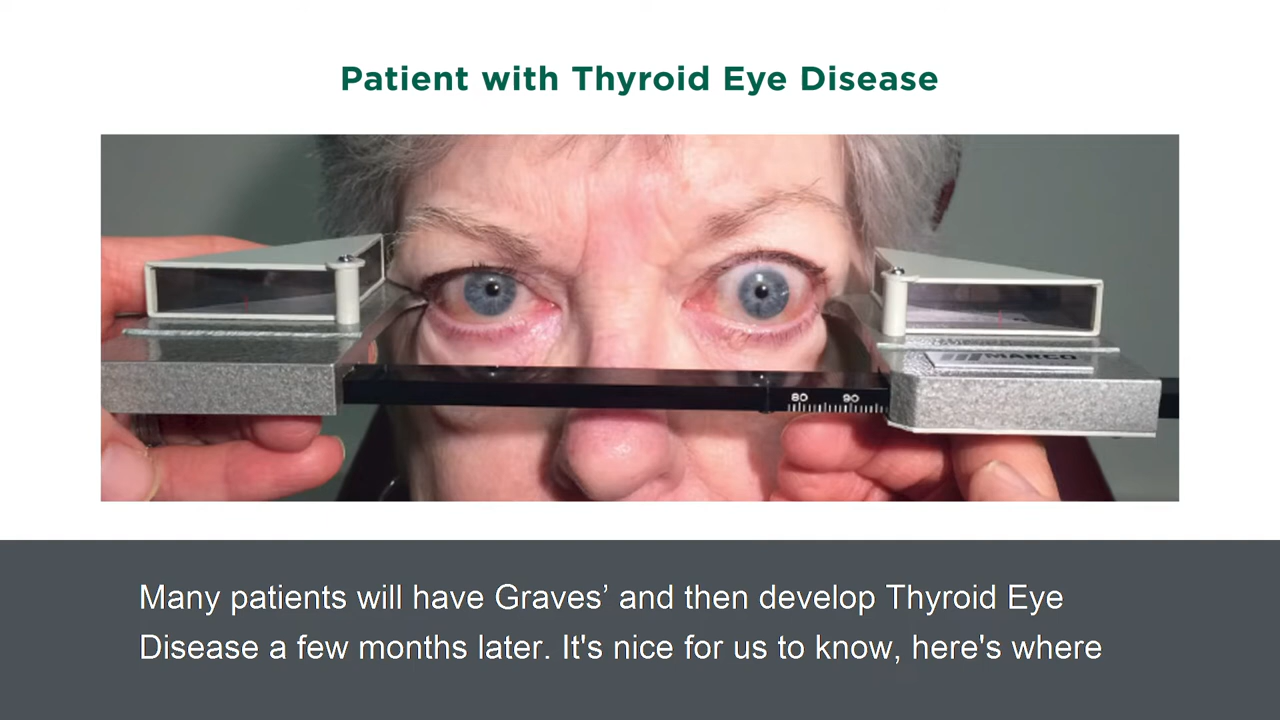 Patient with Thyroid Eye Disease
MARCO
80 90
Many patients will have Graves’ and then develop Thyroid Eye
Disease a few months later. It's nice for us to know, here's where